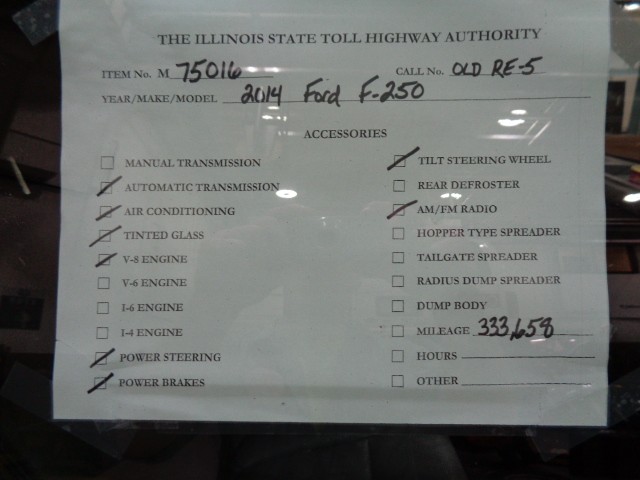 THE ILLINOIS STATE TOLL HIGHWAY AUTHORITY
ITEM No. M 75016 CALL No. OLD RE-5
YEAR/MAKE/MODEL 2014 Ford F-250
ACCESSORIES
MANUAL TRANSMISSION
AUTOMATIC TRANSMISSION
AIR CONDITIONING
TINTED GLASS
V-8 ENGINE
V-6 ENGINE
I-6 ENGINE
I-4 ENGINE
POWER STEERING
POWER BRAKES
TILT STEERING WHEEL
REAR DEFROSTER
AM/FM RADIO
HOPPER TYPE SPREADER
TAILGATE SPREADER
RADIUS DUMP SPREADER
DUMP BODY
MILEAGE 333,658
HOURS
OTHER